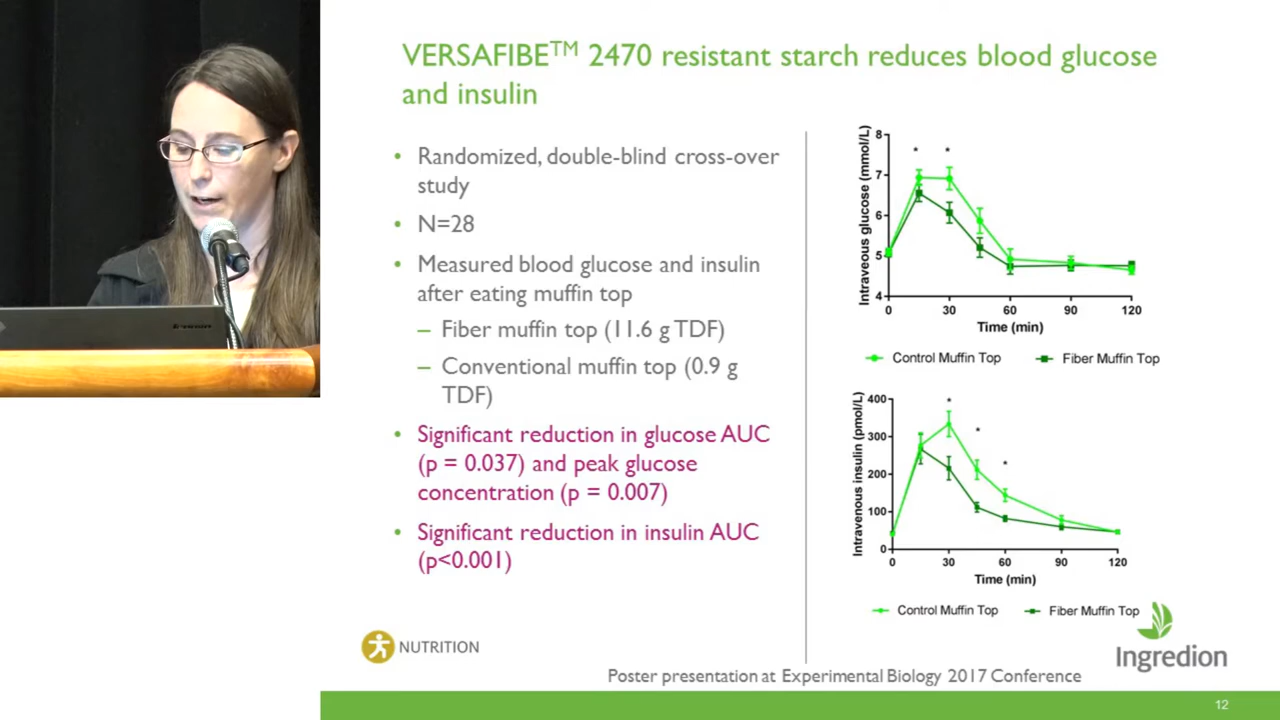 VERSAFIBE™ 2470 resistant starch reduces blood glucose
and insulin
• Randomized, double-blind cross-over
study
• N=28
• Measured blood glucose and insulin
after eating muffin top
– Fiber muffin top (11.6 g TDF)
– Conventional muffin top (0.9 g
TDF)
• Significant reduction in glucose AUC
(p = 0.037) and peak glucose
concentration (p = 0.007)
• Significant reduction in insulin AUC
(p<0.001)
NUTRITION
Intraveous glucose (mmol/L)
8
7
6
5
4
* *
0 30 60 90 120
Time (min)
Control Muffin Top Fiber Muffin Top
Intravenous insulin (pmol/L)
400
300
200
100
0
* * *
0 30 60 90 120
Time (min)
Control Muffin Top Fiber Muffin Top
Ingredion
Poster presentation at Experimental Biology 2017 Conference
12